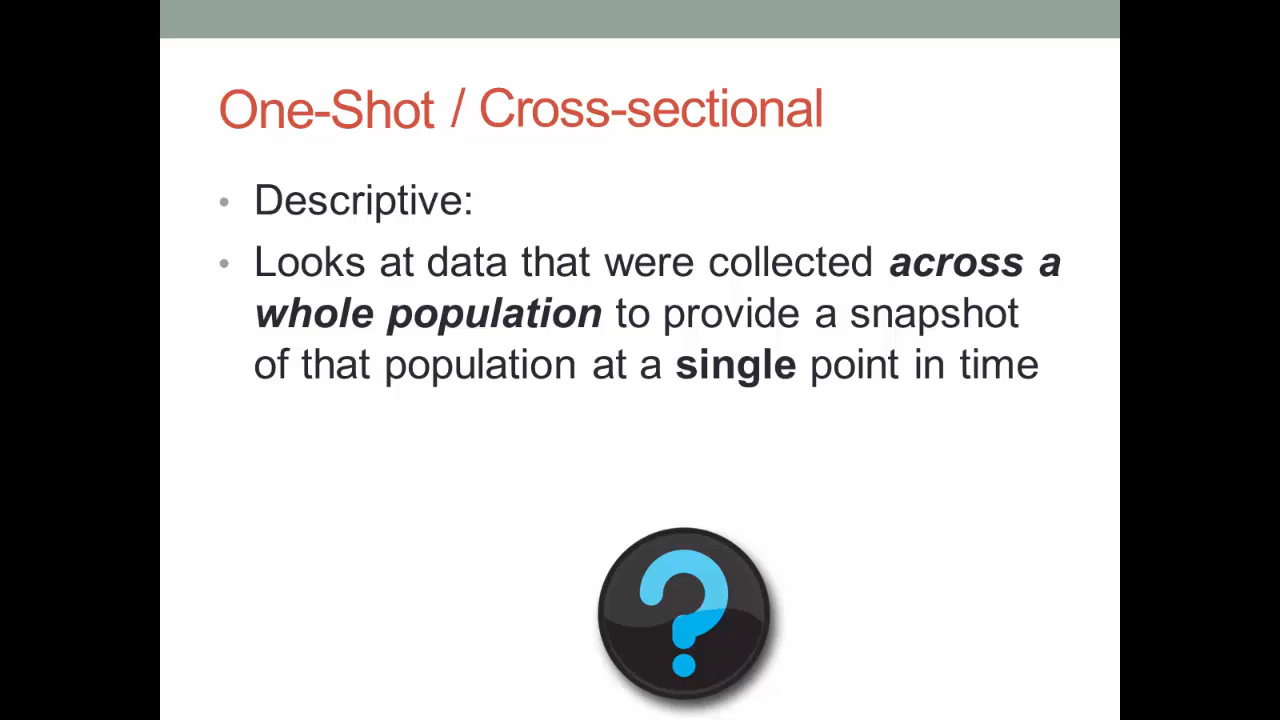 One-Shot / Cross-sectional
• Descriptive:
• Looks at data that were collected across a
whole population to provide a snapshot
of that population at a single point in time
?